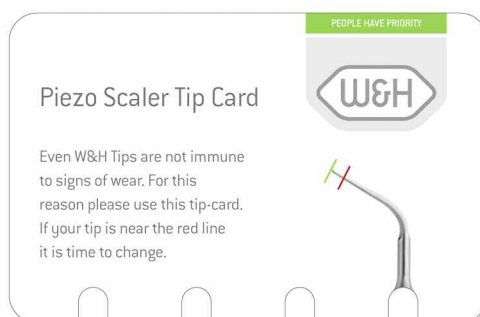 PEOPLE HAVE PRIORITY
W&H
Piezo Scaler Tip Card
Even W&H Tips are not immune
to signs of wear. For this
reason please use this tip-card.
If your tip is near the red line
it is time to change.